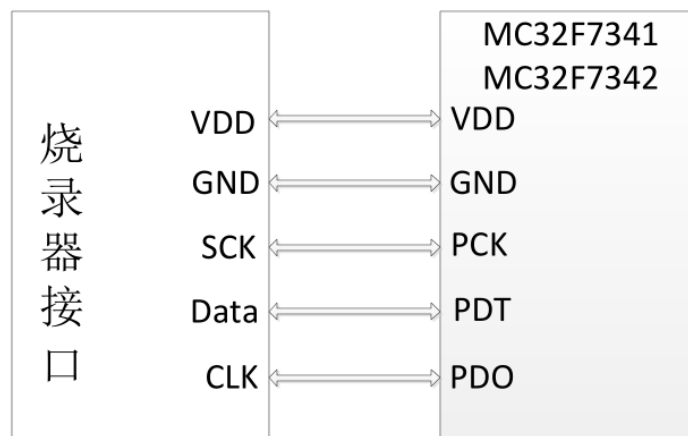 烧录器接口
VDD
GND
SCK
Data
CLK
MC32F7341
MC32F7342
VDD
GND
PCK
PDT
PDO